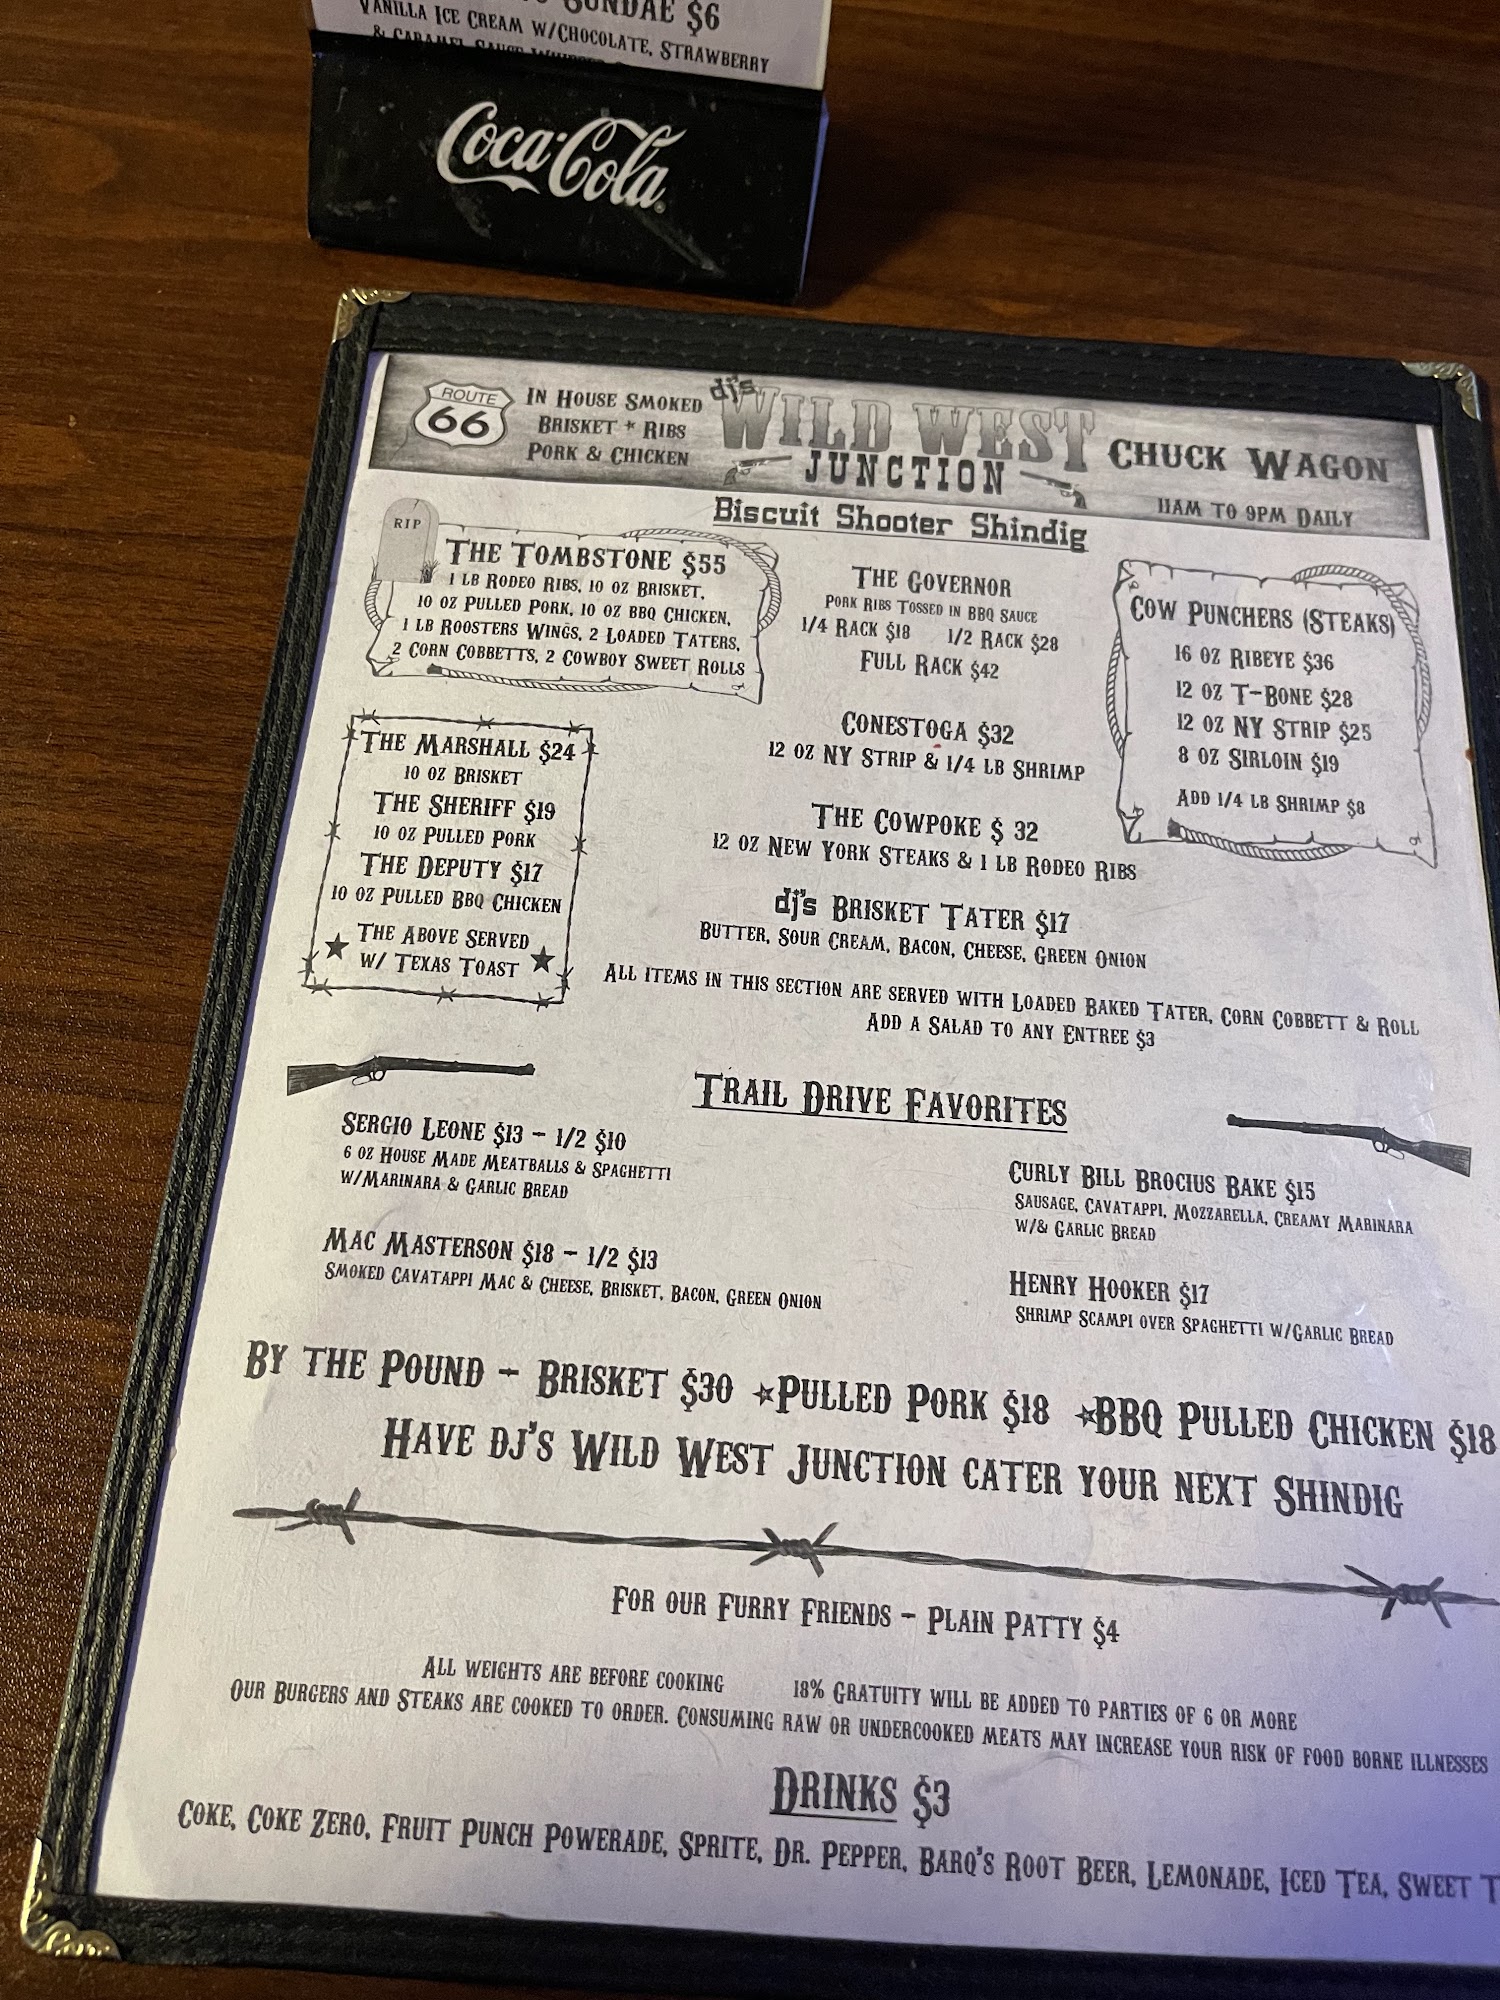 Sundae $6
Vanilla Ice Cream w/Chocolate, Strawberry
& Caramel Sauce
Coca-Cola
Route 66
In House Smoked
Brisket * Ribs
Pork & Chicken
dj's
Wild West
Junction
Chuck Wagon
11am to 9pm Daily
Biscuit Shooter Shindig
RIP
The Tombstone $55
1 lb Rodeo Ribs, 10 oz Brisket,
10 oz Pulled Pork, 10 oz BBQ Chicken,
1 lb Roosters Wings, 2 Loaded Taters,
2 Corn Cobbetts, 2 Cowboy Sweet Rolls
The Marshall $24
10 oz Brisket
The Sheriff $19
10 oz Pulled Pork
The Deputy $17
10 oz Pulled BBQ Chicken
The Above Served
w/ Texas Toast
The Governor
Pork Ribs Tossed in BBQ Sauce
1/4 Rack $18 1/2 Rack $28
Full Rack $42
Conestoga $32
12 oz NY Strip & 1/4 lb Shrimp
The Cowpoke $ 32
12 oz New York Steaks & 1 lb Rodeo Ribs
dj's Brisket Tater $17
Butter, Sour Cream, Bacon, Cheese, Green Onion
Cow Punchers (Steaks)
16 oz Ribeye $36
12 oz T-Bone $28
12 oz NY Strip $25
8 oz Sirloin $19
Add 1/4 lb Shrimp $8
All items in this section are served with Loaded Baked Tater, Corn Cobbett & Roll
Add a Salad to any Entree $3
Trail Drive Favorites
Sergio Leone $13 - 1/2 $10
6 oz House Made Meatballs & Spaghetti
w/Marinara & Garlic Bread
Mac Masterson $18 - 1/2 $13
Smoked Cavatappi Mac & Cheese, Brisket, Bacon, Green Onion
Curly Bill Brocius Bake $15
Sausage, Cavatappi, Mozzarella, Creamy Marinara
w/& Garlic Bread
Henry Hooker $17
Shrimp Scampi over Spaghetti w/Garlic Bread
By the Pound - Brisket $30 ★Pulled Pork $18 ★BBQ Pulled Chicken $18
Have dj's Wild West Junction cater your next Shindig
For our Furry Friends - Plain Patty $4
All weights are before cooking 18% Gratuity will be added to parties of 6 or more
Our Burgers and Steaks are cooked to order. Consuming raw or undercooked meats may increase your risk of food borne illnesses
Drinks $3
Coke, Coke Zero, Fruit Punch Powerade, Sprite, Dr. Pepper, Barq's Root Beer, Lemonade, Iced Tea, Sweet T